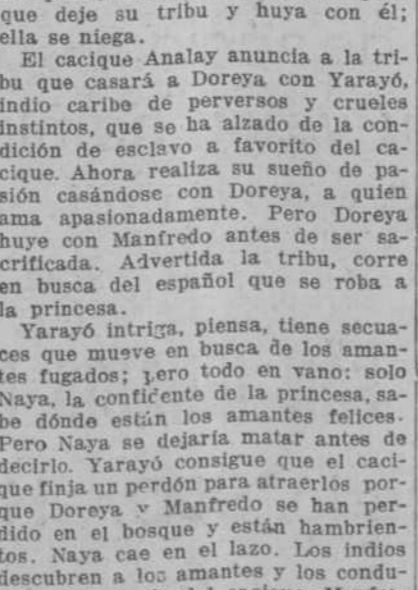 que deje su tribu y huya con él;
ella se niega.
El cacique Analay anuncia a la tri-
bu que casará a Doreya con Yarayó,
indio caribe de perversos y crueles
instintos, que se ha alzado de la con-
dición de esclavo a favorito del ca-
cique. Ahora realiza su sueño de pa-
sión casándose con Doreya, a quien
ama apasionadamente. Pero Doreya
huye con Manfredo antes de ser sa-
crificada. Advertida la tribu, corre
en busca del español que se roba a
la princesa.
Yarayó intriga, piensa, tiene secua-
ces que mueve en busca de los aman-
tes fugados; pero todo en vano: solo
Naya, la confidente de la princesa, sa-
be dónde están los amantes felices.
Pero Naya se dejaría matar antes de
decirlo. Yarayó consigue que el caci-
que finja un perdón para atraerlos por-
que Doreya y Manfredo se han per-
dido en el bosque y están hambrien-
tos. Naya cae en el lazo. Los indios
descubren a los amantes y los condu-